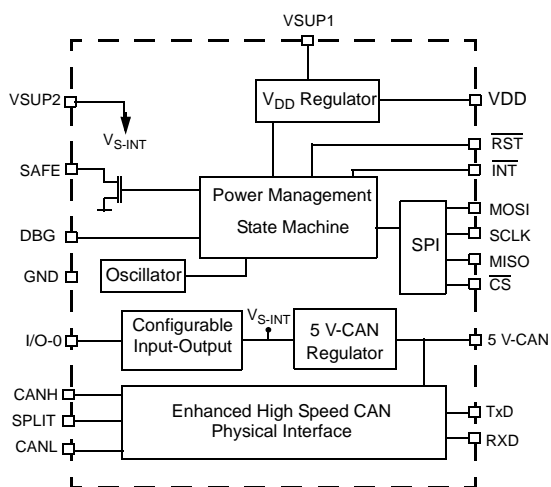 VSUP1
VSUP2
VS-INT
VDD Regulator
VDD
SAFE
RST
INT
Power Management
State Machine
MOSI
SCLK
MISO
CS
SPI
DBG
GND
Oscillator
I/O-0
Configurable
Input-Output
VS-INT
5 V-CAN
Regulator
5 V-CAN
CANH
SPLIT
CANL
Enhanced High Speed CAN
Physical Interface
TxD
RXD